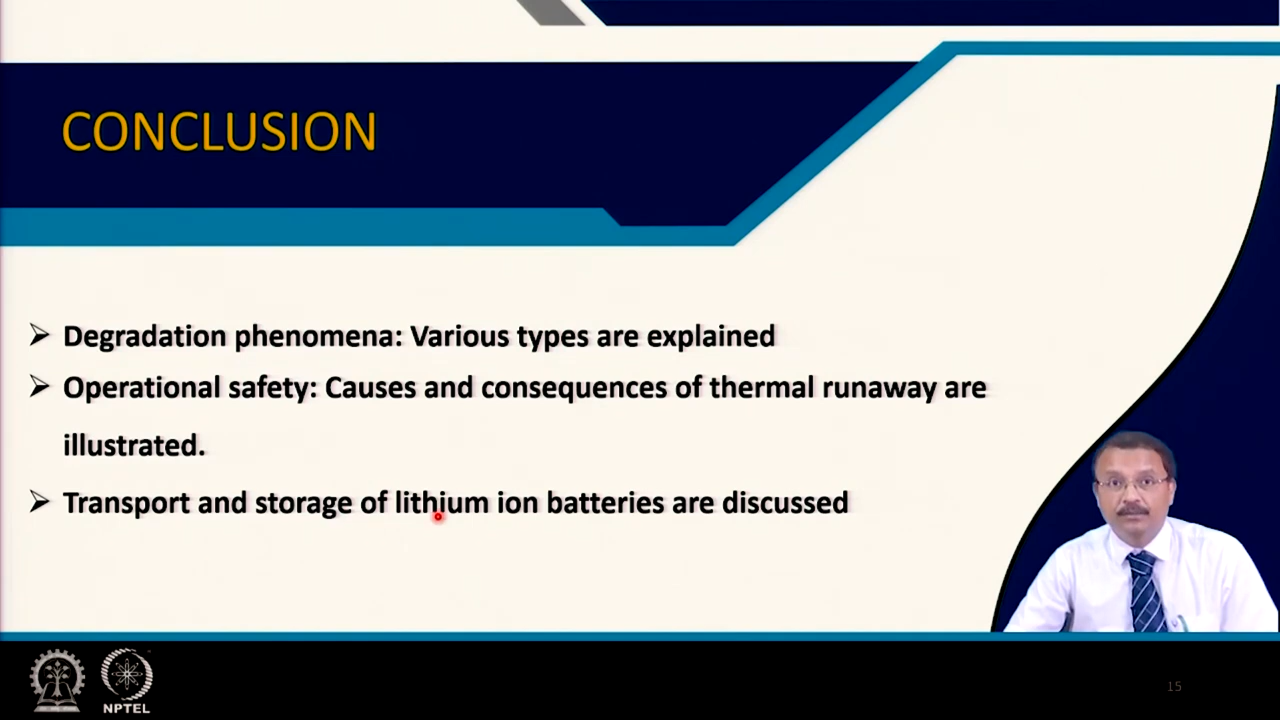 CONCLUSION
➢ Degradation phenomena: Various types are explained
➢ Operational safety: Causes and consequences of thermal runaway are
illustrated.
➢ Transport and storage of lithium ion batteries are discussed
NPTEL
15